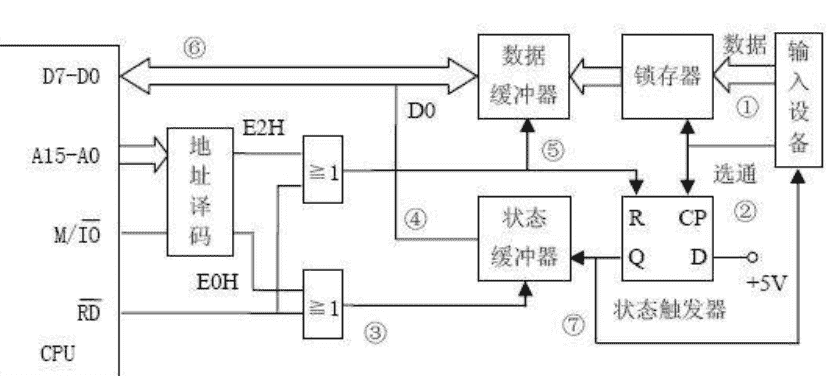 ⑥
D7-D0
数据
缓冲器
锁存器
数据
①
输入设备
D0
E2H
A15-A0
地址译码
≧1
⑤
选通
②
④
状态
缓冲器
R
CP
Q
D
M/IO
E0H
+5V
RD
≧1
③
⑦
状态触发器
CPU